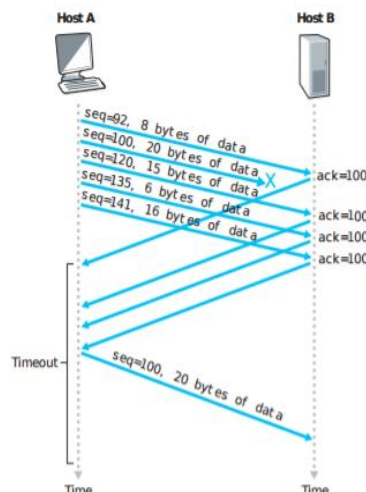 Host A
Host B
seq=92, 8 bytes of data
seq=100, 20 bytes of data
X
seq=120, 15 bytes of data
seq=135, 6 bytes of data
seq=141, 16 bytes of data
ack=100
ack=100
ack=100
ack=100
Timeout
seq=100, 20 bytes of data
Time
Time